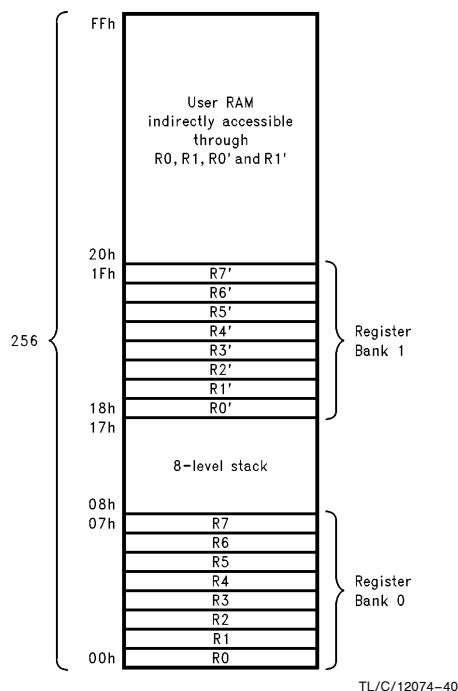 FFh
User RAM
indirectly accessible
through
R0, R1, R0' and R1'
20h
1Fh
R7'
R6'
R5'
R4'
R3'
R2'
R1'
R0'
Register
Bank 1
256
18h
17h
8-level stack
08h
07h
R7
R6
R5
R4
R3
R2
R1
R0
Register
Bank 0
00h
TL/C/12074–40